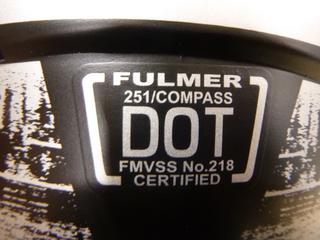 FULMER
251/COMPASS
DOT
FMVSS No.218
CERTIFIED